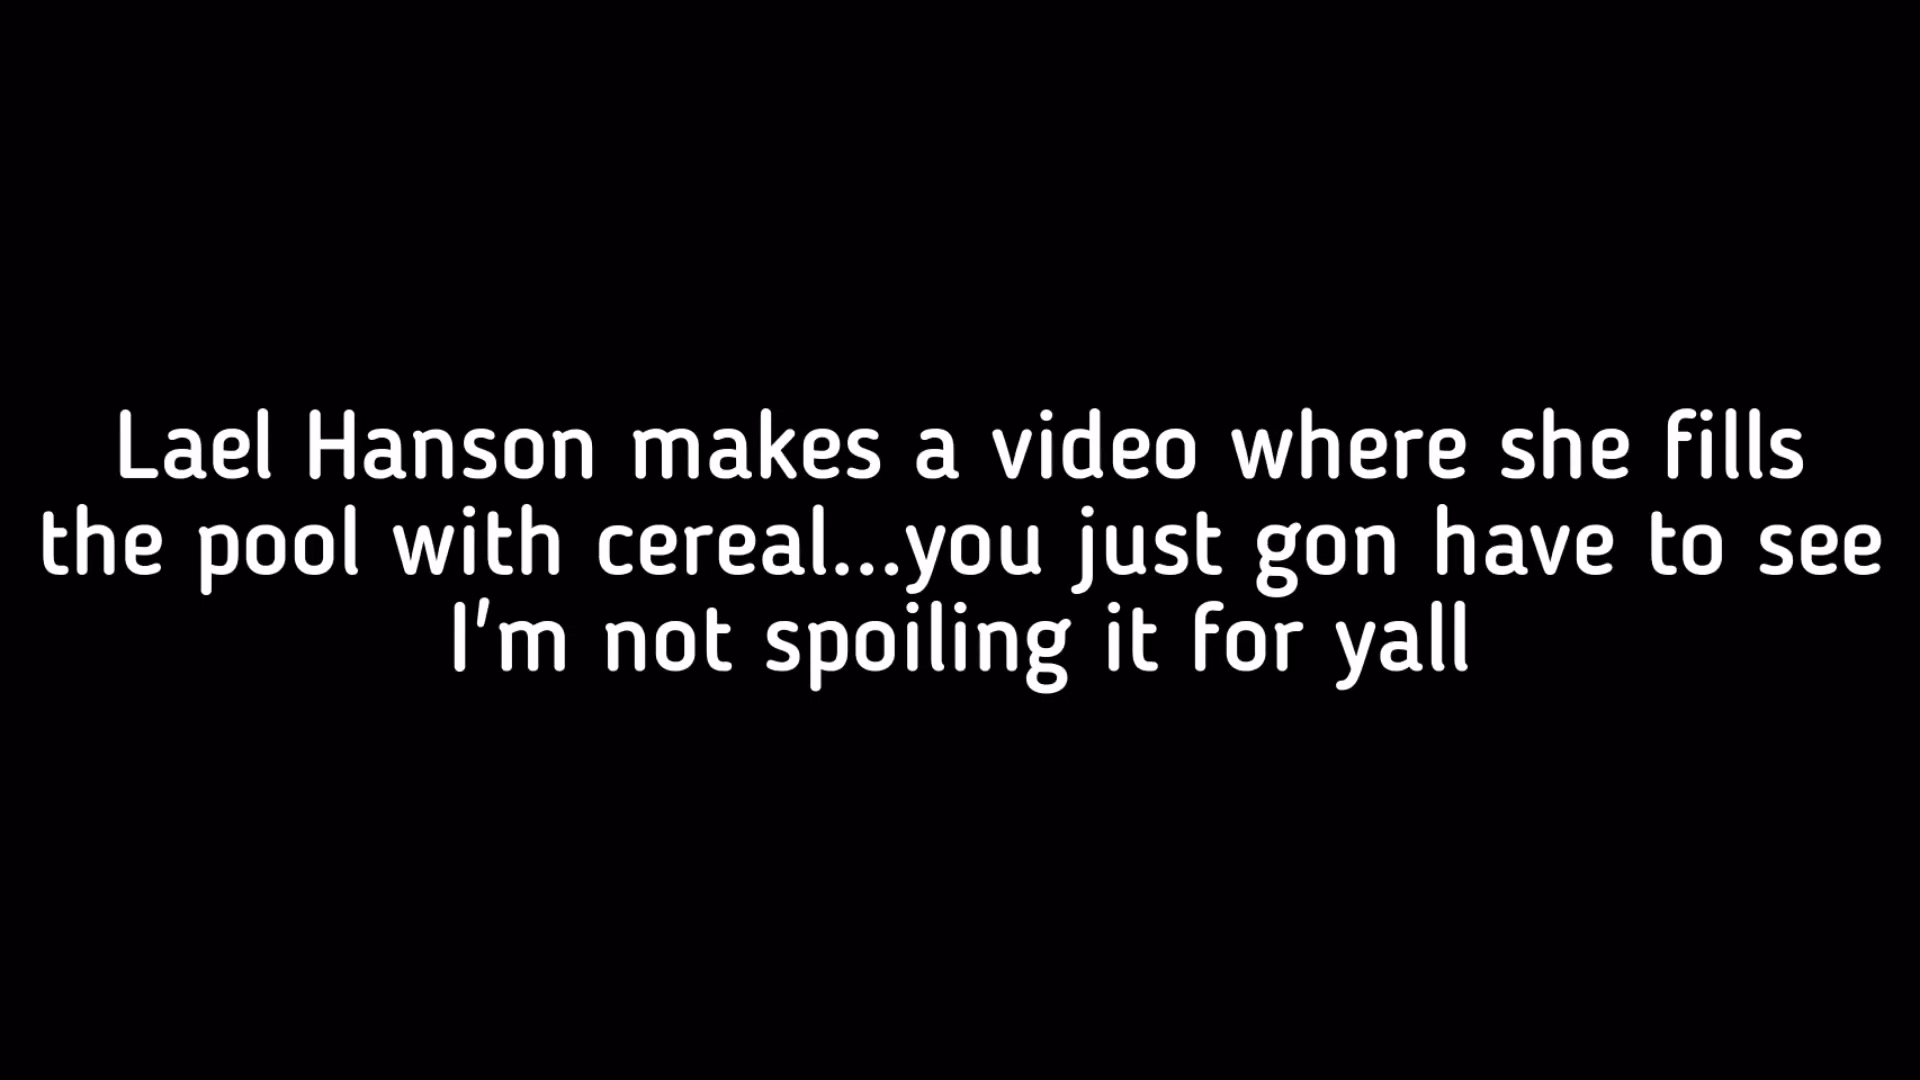 Lael Hanson makes a video where she fills
the pool with cereal...you just gon have to see
I'm not spoiling it for yall